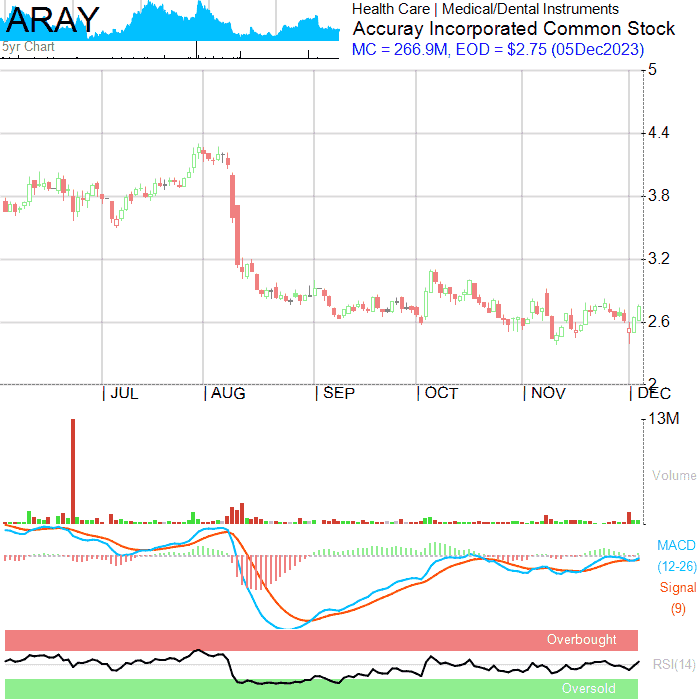 ARAY
Health Care | Medical/Dental Instruments
Accuray Incorporated Common Stock
5yr Chart
MC = 266.9M, EOD = $2.75 (05Dec2023)
5
4.4
3.8
3.2
2.6
2
| JUL | AUG | SEP | OCT | NOV | DEC
13M
Volume
MACD
(12-26)
Signal
(9)
Overbought
RSI(14)
Oversold